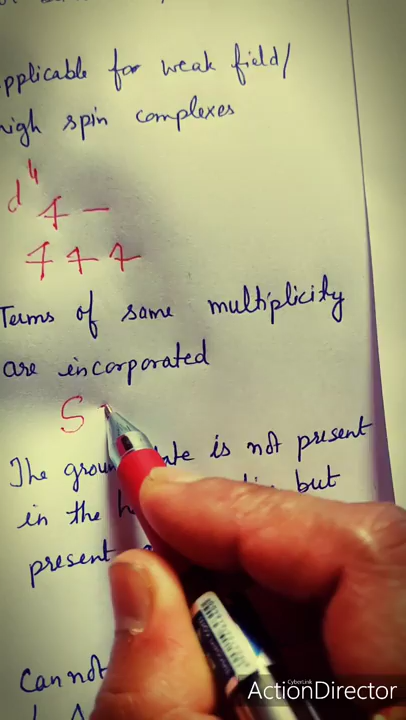 applicable for weak field/
high spin complexes
d4
Terms of same multiplicity
are incorporated
S
The ground state is not present
in the but
present
Cannot
CyberLink
ActionDirector